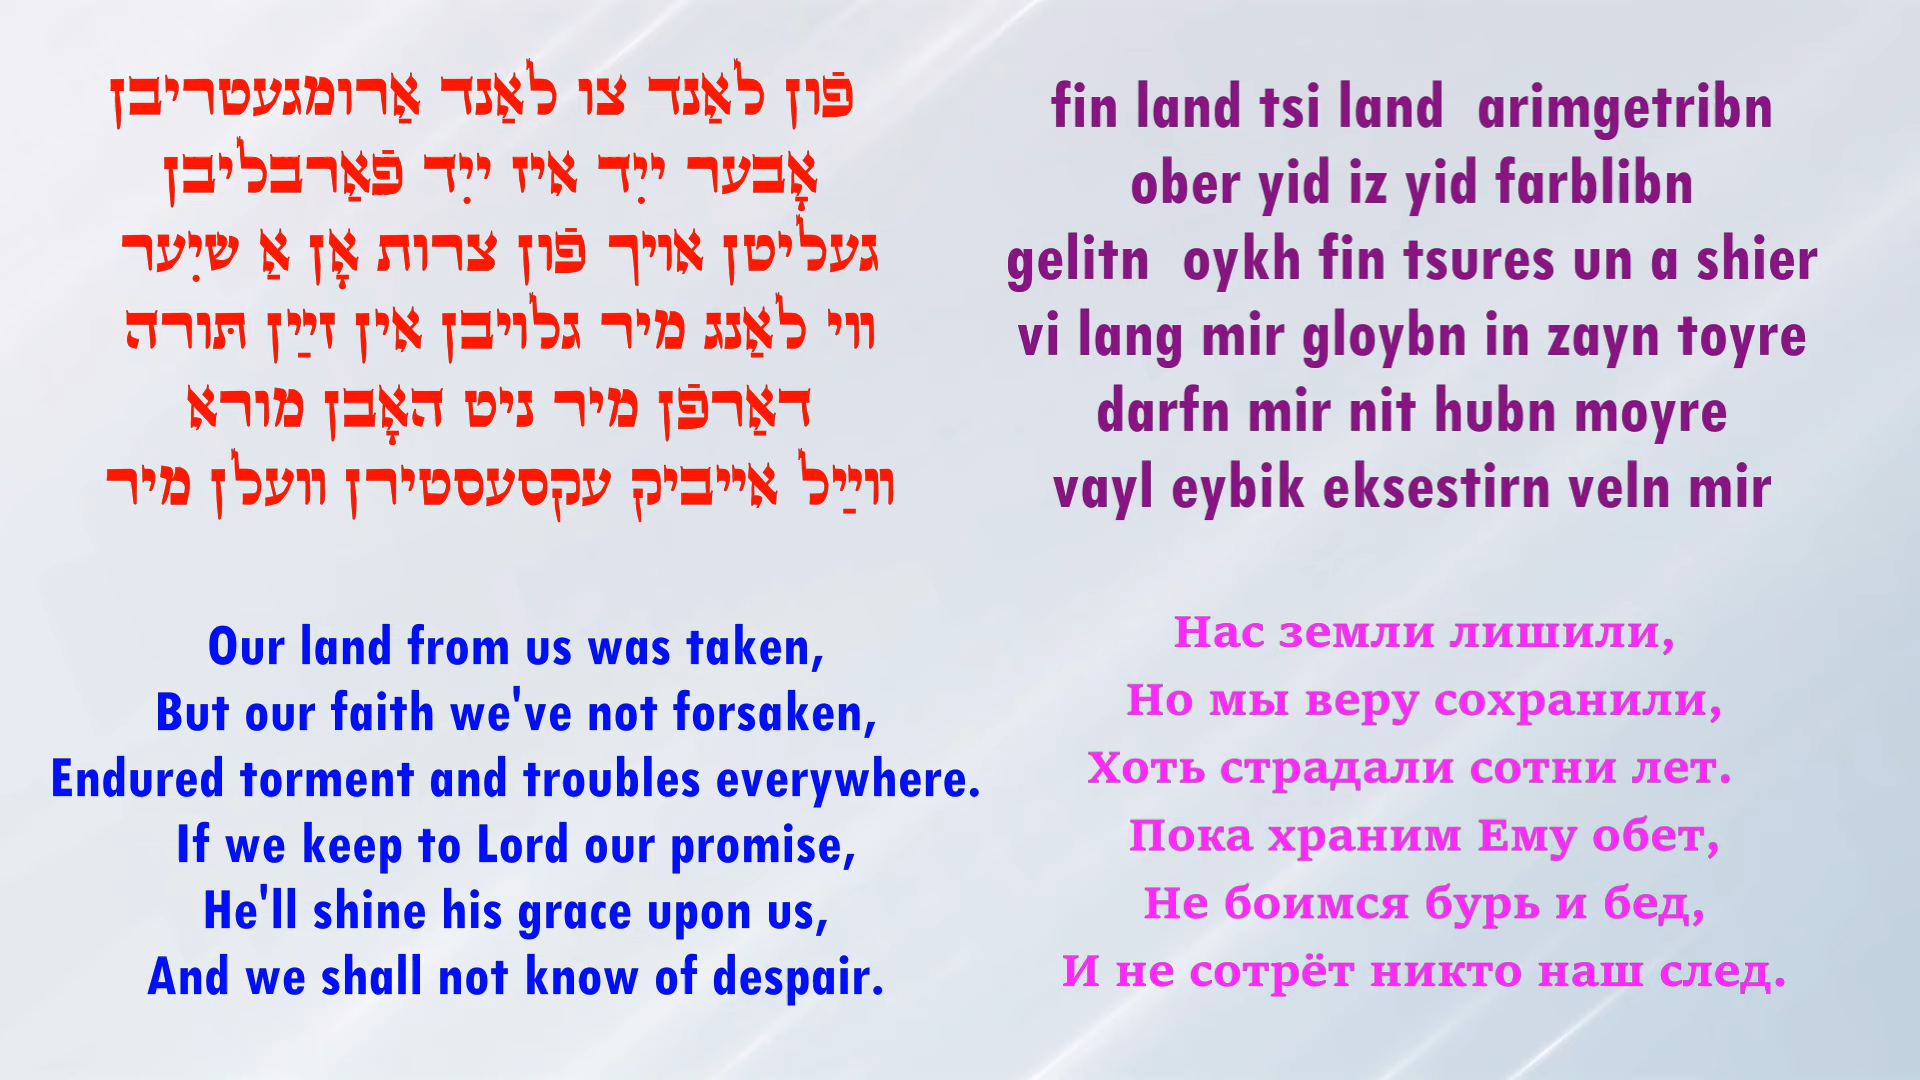 פֿון לאַנד צו לאַנד אַרומגעטריבן
אָבער ייִד איז ייִד פֿאַרבליבן
געליטן אויך פֿון צרות אָן אַ שיִער
ווי לאַנג מיר גלויבן אין זײַן תּורה
דאַרפֿן מיר ניט האָבן מורא
ווײַל אייביק עקסעסטירן וועלן מיר
fin land tsi land arimgetribn
ober yid iz yid farblibn
gelitn oykh fin tsures un a shier
vi lang mir gloybn in zayn toyre
darfn mir nit hubn moyre
vayl eybik eksestirn veln mir
Our land from us was taken,
But our faith we've not forsaken,
Endured torment and troubles everywhere.
If we keep to Lord our promise,
He'll shine his grace upon us,
And we shall not know of despair.
Нас земли лишили,
Но мы веру сохранили,
Хоть страдали сотни лет.
Пока храним Ему обет,
Не боимся бурь и бед,
И не сотрёт никто наш след.